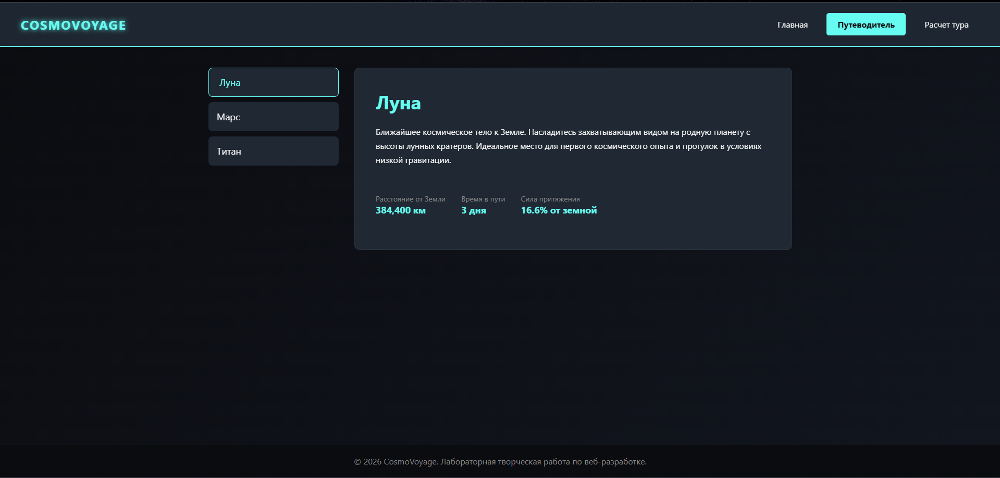 COSMOVOYAGE
Главная
Путеводитель
Расчет тура
Луна
Марс
Титан
Луна
Ближайшее космическое тело к Земле. Насладитесь захватывающим видом на родную планету с
высоты лунных кратеров. Идеальное место для первого космического опыта и прогулок в условиях
низкой гравитации.
Расстояние от Земли
384,400 км
Время в пути
3 дня
Сила притяжения
16.6% от земной
© 2026 CosmoVoyage. Лабораторная творческая работа по веб-разработке.